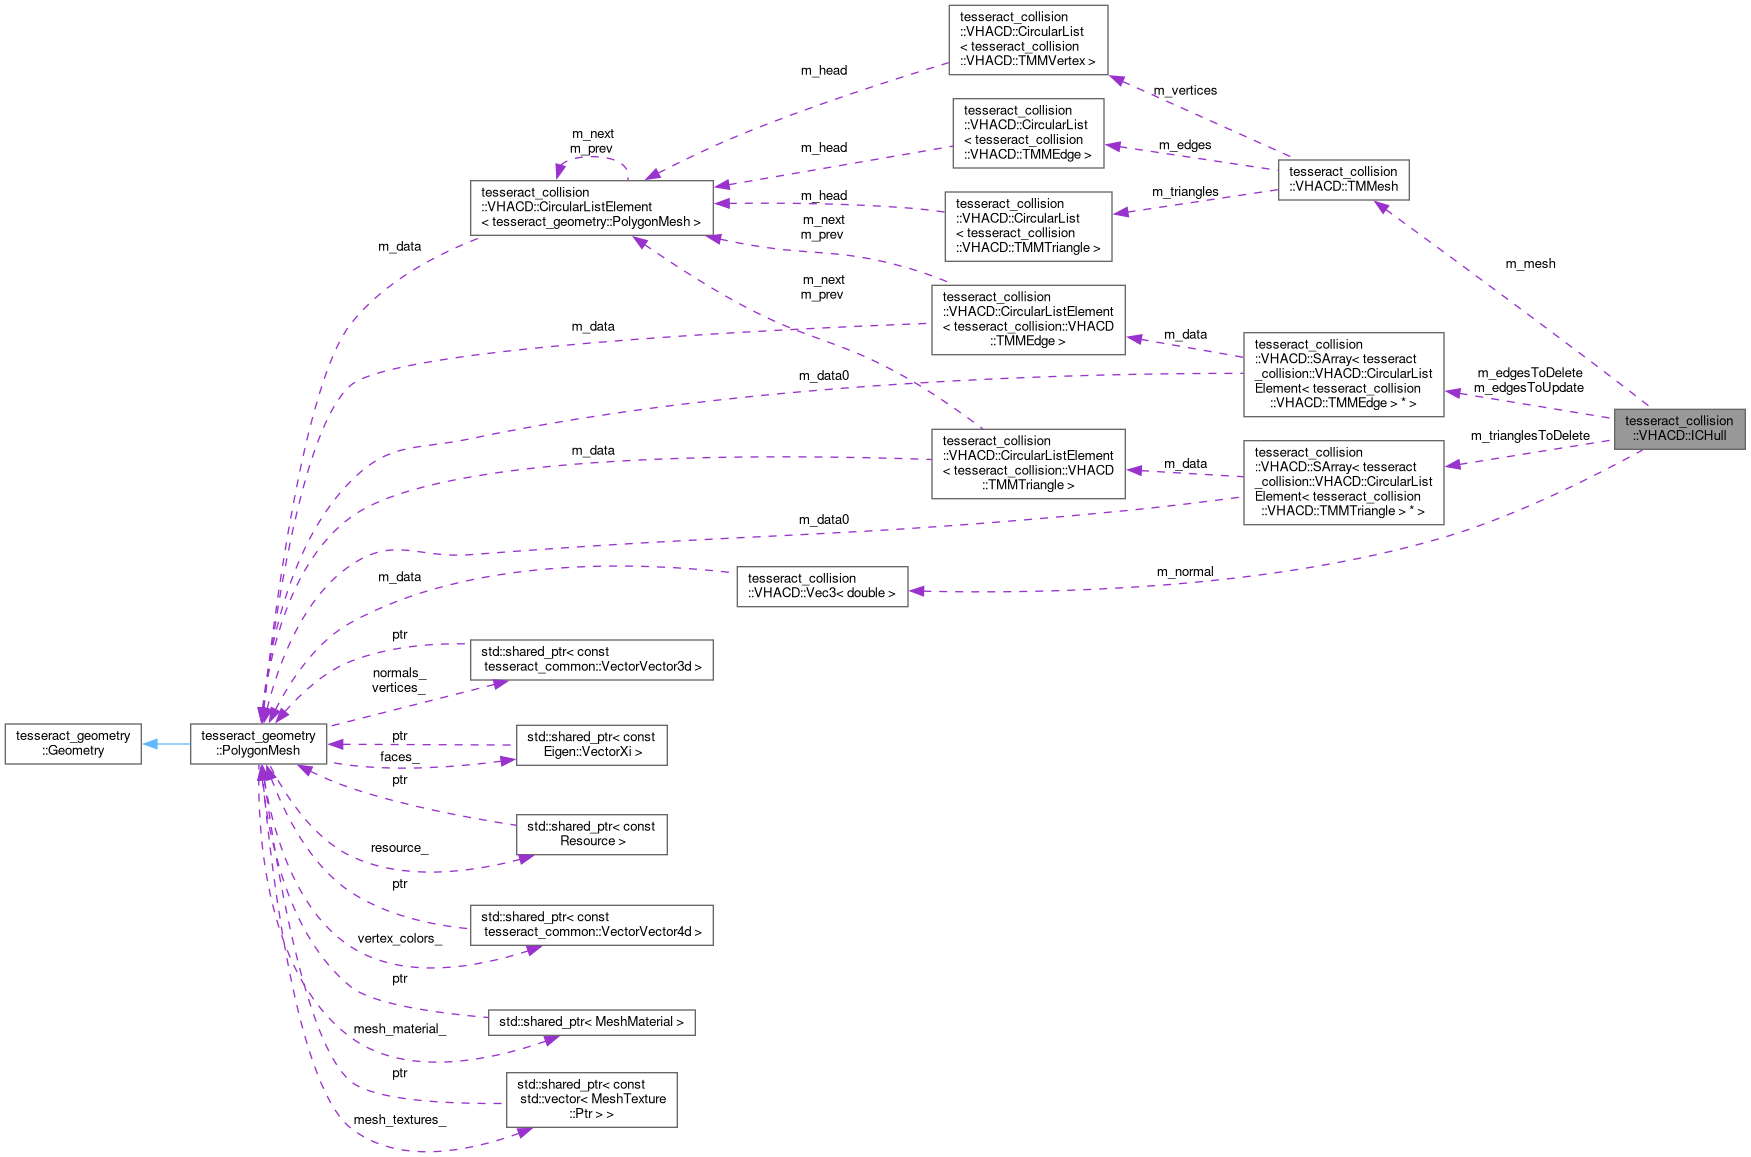 tesseract_collision
::VHACD::CircularList
< tesseract_collision
::VHACD::TMMVertex >
m_head
m_vertices
tesseract_collision
::VHACD::CircularList
< tesseract_collision
::VHACD::TMMEdge >
m_next
m_prev
m_head
m_edges
tesseract_collision
::VHACD::TMMesh
tesseract_collision
::VHACD::CircularListElement
< tesseract_geometry::PolygonMesh >
m_head
m_triangles
tesseract_collision
::VHACD::CircularList
< tesseract_collision
::VHACD::TMMTriangle >
m_next
m_prev
m_data
m_mesh
m_next
m_prev
tesseract_collision
::VHACD::CircularListElement
< tesseract_collision::VHACD
::TMMEdge >
m_data
m_data
tesseract_collision
::VHACD::SArray< tesseract
_collision::VHACD::CircularList
Element< tesseract_collision
::VHACD::TMMEdge > * >
m_data0
m_edgesToDelete
m_edgesToUpdate
tesseract_collision
::VHACD::ICHull
m_data
tesseract_collision
::VHACD::CircularListElement
< tesseract_collision::VHACD
::TMMTriangle >
m_data
m_trianglesToDelete
tesseract_collision
::VHACD::SArray< tesseract
_collision::VHACD::CircularList
Element< tesseract_collision
::VHACD::TMMTriangle > * >
m_data0
m_data
tesseract_collision
::VHACD::Vec3< double >
m_normal
ptr
std::shared_ptr< const
tesseract_common::VectorVector3d >
normals_
vertices_
tesseract_geometry
::Geometry
tesseract_geometry
::PolygonMesh
ptr
faces_
std::shared_ptr< const
Eigen::VectorXi >
ptr
std::shared_ptr< const
Resource >
resource_
ptr
std::shared_ptr< const
tesseract_common::VectorVector4d >
vertex_colors_
ptr
std::shared_ptr< MeshMaterial >
mesh_material_
ptr
std::shared_ptr< const
std::vector< MeshTexture
::Ptr > >
mesh_textures_